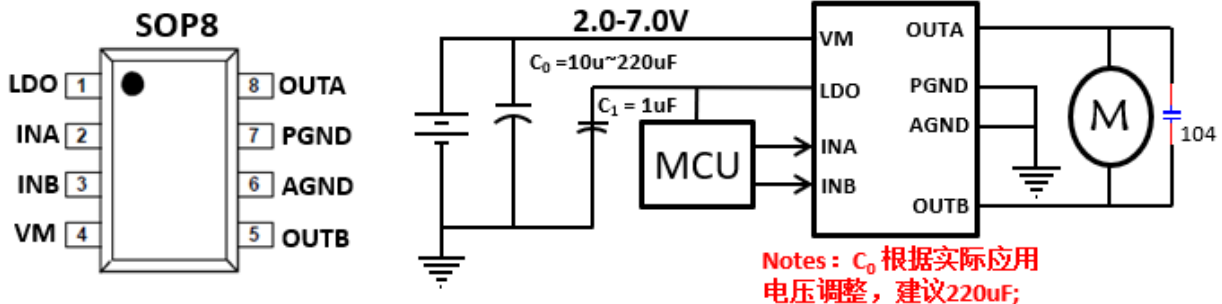 SOP8
LDO 1
INA 2
INB 3
VM 4
8 OUTA
7 PGND
6 AGND
5 OUTB
2.0-7.0V
C₀ =10u~220uF
C₁ = 1uF
MCU
VM
LDO
INA
INB
OUTA
PGND
AGND
OUTB
M
104
Notes：C₀ 根据实际应用
电压调整，建议220uF;